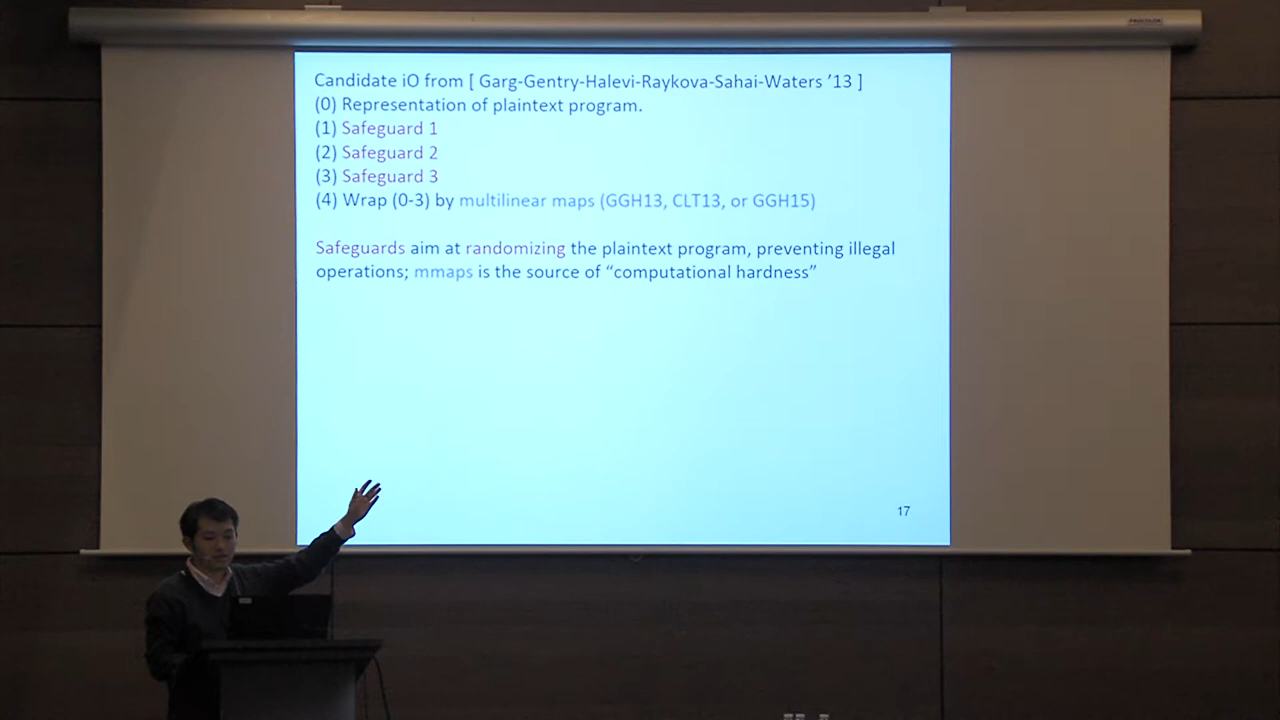 Candidate iO from [ Garg-Gentry-Halevi-Raykova-Sahai-Waters ’13 ]
(0) Representation of plaintext program.
(1) Safeguard 1
(2) Safeguard 2
(3) Safeguard 3
(4) Wrap (0-3) by multilinear maps (GGH13, CLT13, or GGH15)
Safeguards aim at randomizing the plaintext program, preventing illegal
operations; mmaps is the source of “computational hardness”
17